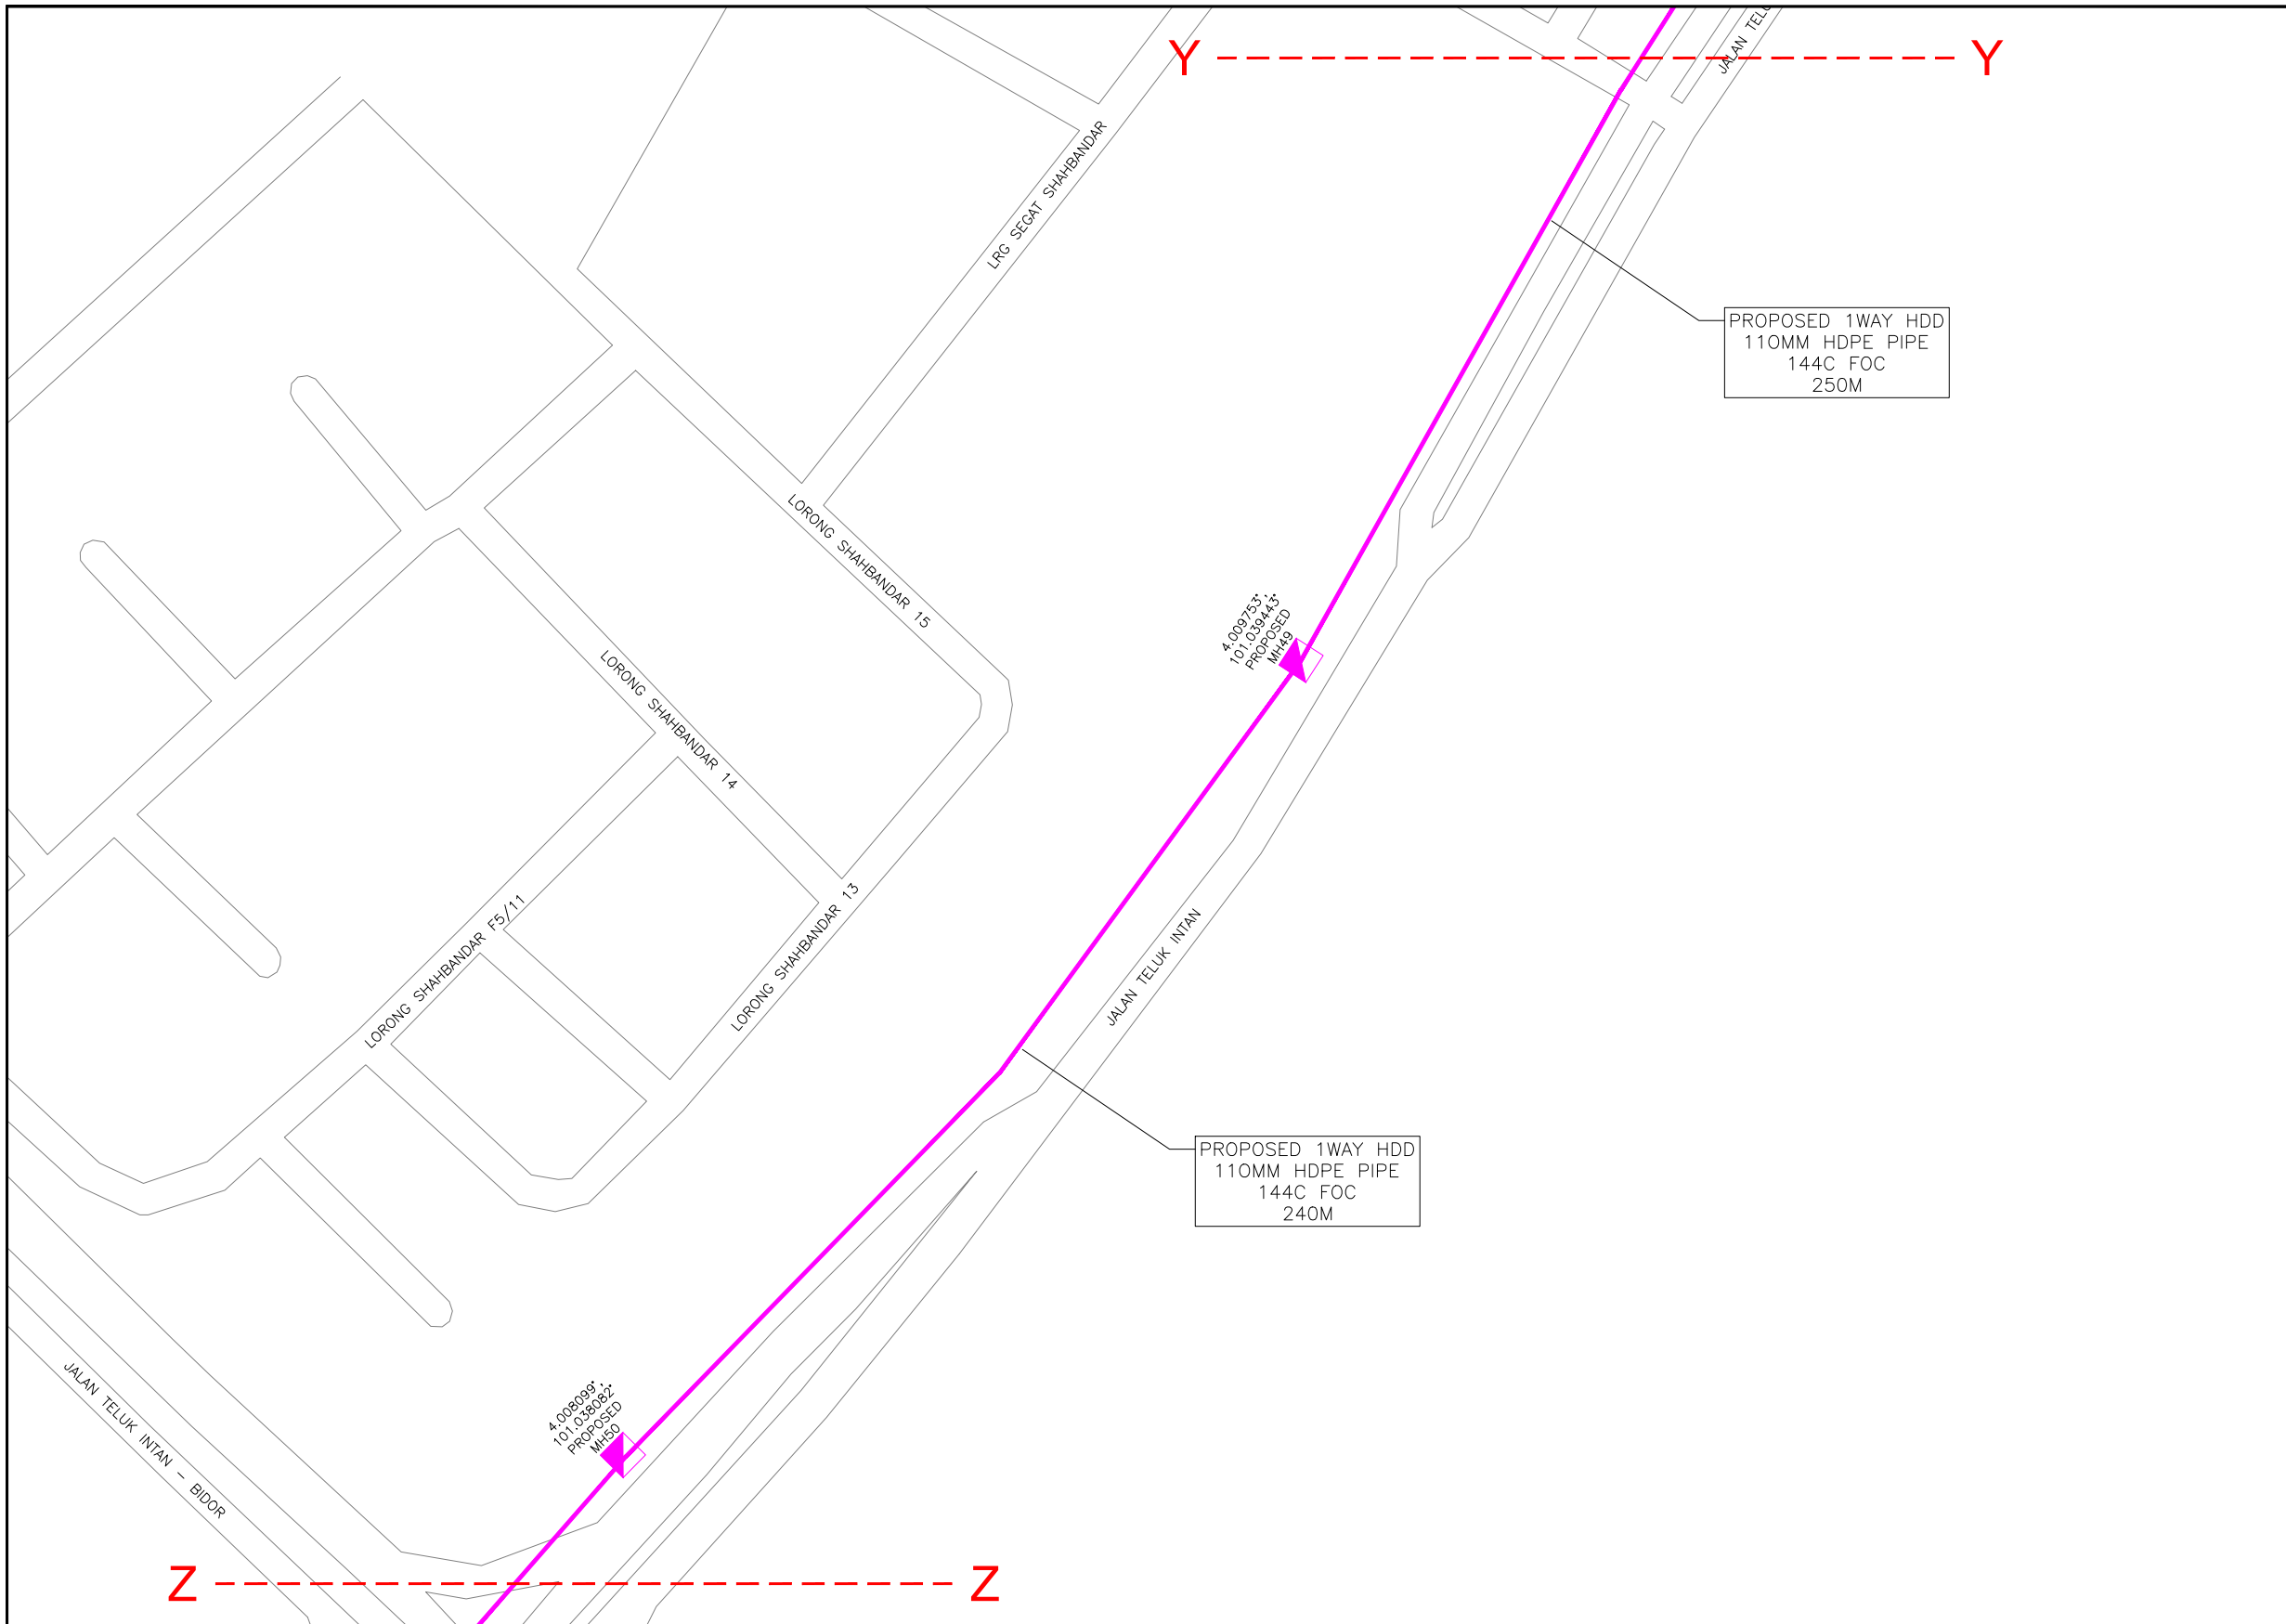 Y
Y
JALAN TELU
LRG SEGAT SHAHBANDAR
PROPOSED 1WAY HDD
110MM HDPE PIPE
144C FOC
250M
LORONG SHAHBANDAR 15
4.009753°,
101.039443°
PROPOSED
MH49
LORONG SHAHBANDAR 14
LORONG SHAHBANDAR F5/11
LORONG SHAHBANDAR 13
JALAN TELUK INTAN
PROPOSED 1WAY HDD
110MM HDPE PIPE
144C FOC
240M
4.008099°,
101.038082°
PROPOSED
MH50
JALAN TELUK INTAN - BIDOR
Z
Z